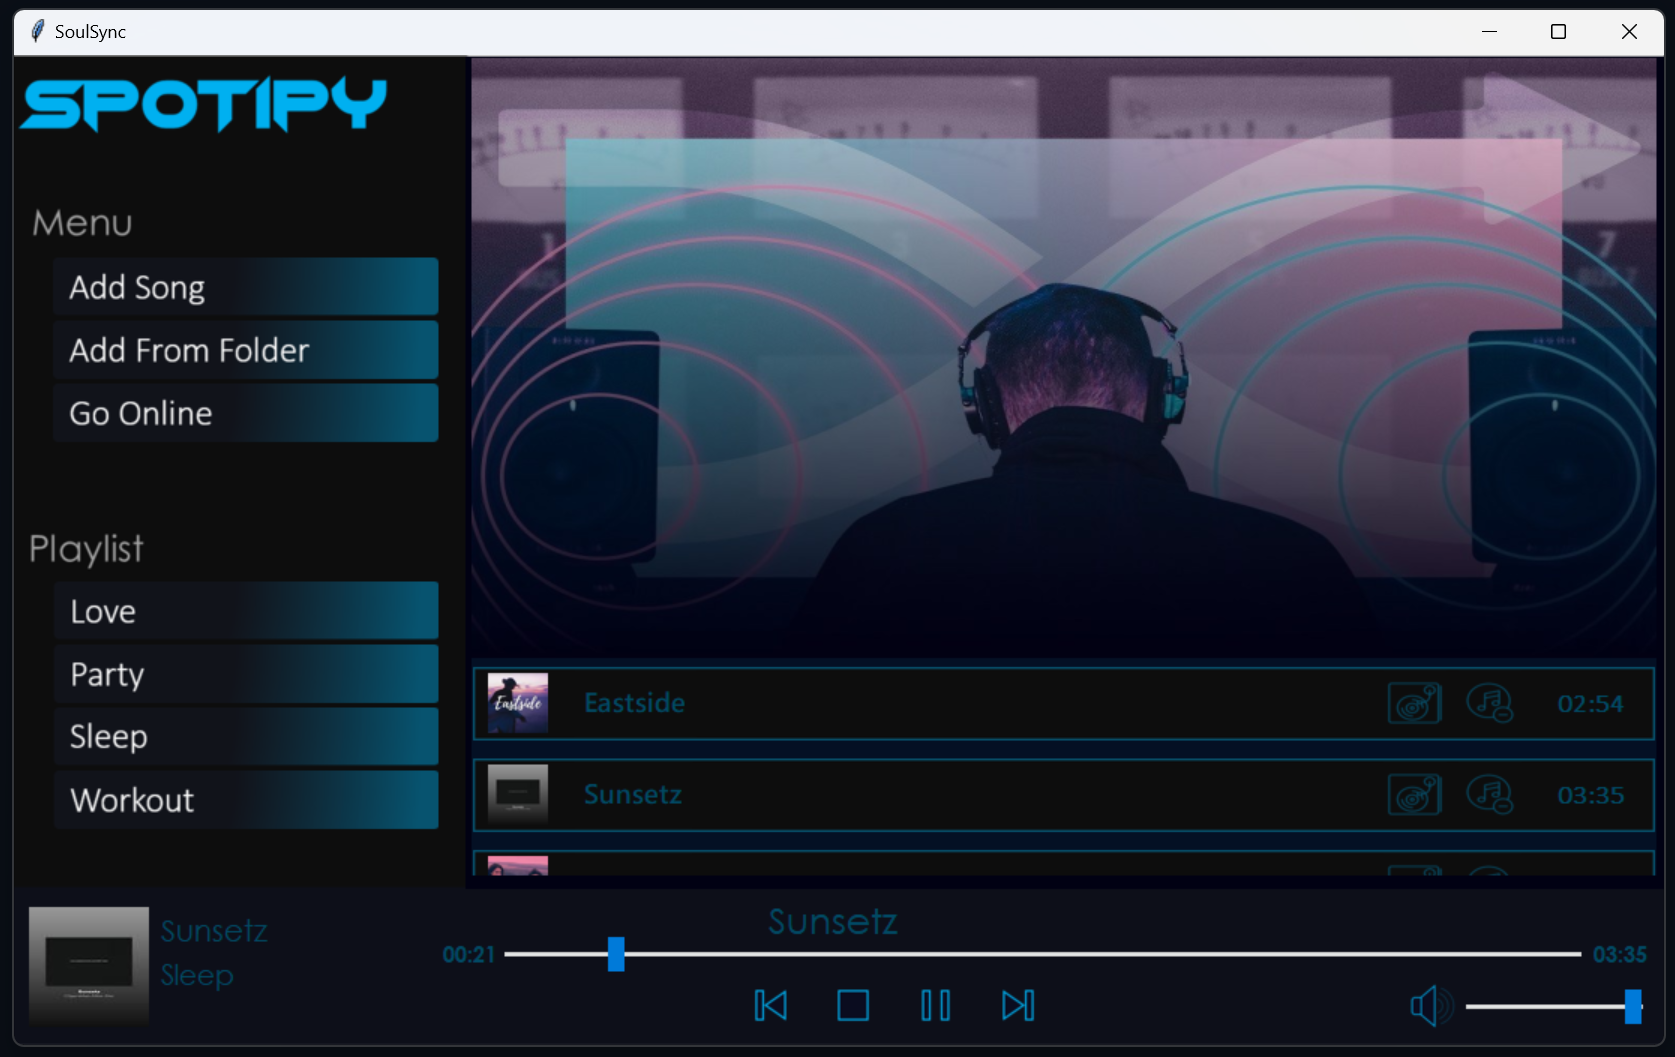 SoulSync
SPOTIPY
Menu
Add Song
Add From Folder
Go Online
Playlist
Love
Party
Sleep
Workout
7
Eastside
Eastside
02:54
Sunsetz
03:35
Sunsetz
Sleep
Sunsetz
00:21
03:35